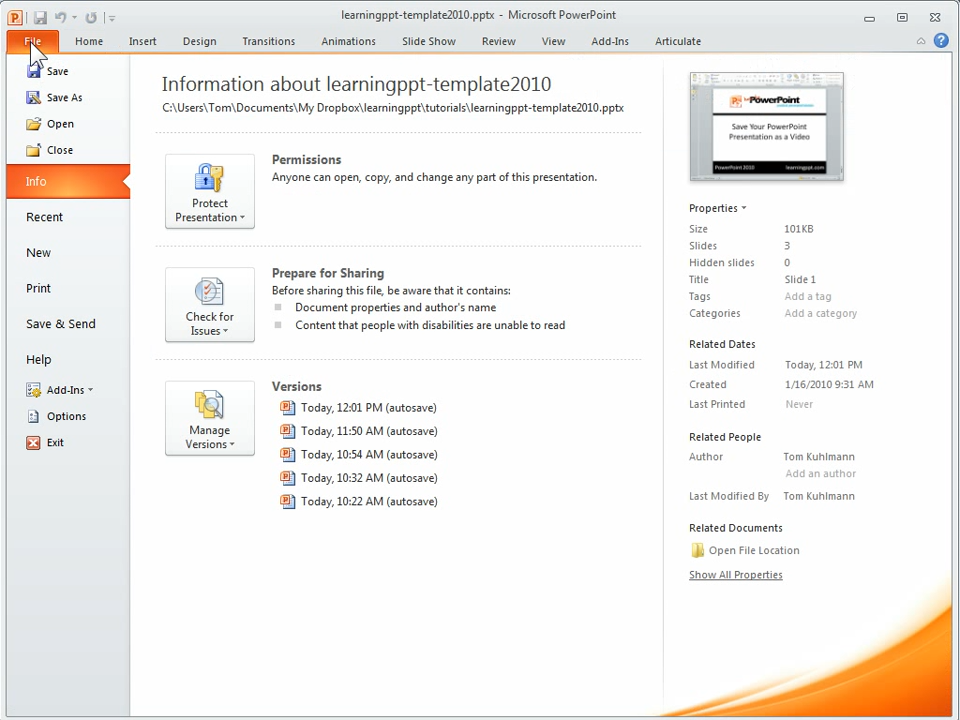 learningppt-template2010.pptx - Microsoft PowerPoint
File Home Insert Design Transitions Animations Slide Show Review View Add-Ins Articulate
Save
Save As
Open
Close
Info
Recent
New
Print
Save & Send
Help
Add-Ins
Options
Exit
Information about learningppt-template2010
C:\Users\Tom\Documents\My Dropbox\learningppt\tutorials\learningppt-template2010.pptx
Protect
Presentation
Permissions
Anyone can open, copy, and change any part of this presentation.
Check for
Issues
Prepare for Sharing
Before sharing this file, be aware that it contains:
Document properties and author's name
Content that people with disabilities are unable to read
Manage
Versions
Versions
Today, 12:01 PM (autosave)
Today, 11:50 AM (autosave)
Today, 10:54 AM (autosave)
Today, 10:32 AM (autosave)
Today, 10:22 AM (autosave)
PowerPoint
Save Your PowerPoint
Presentation as a Video
PowerPoint 2010 learningppt.com
Properties
Size 101KB
Slides 3
Hidden slides 0
Title Slide 1
Tags Add a tag
Categories Add a category
Related Dates
Last Modified Today, 12:01 PM
Created 1/16/2010 9:31 AM
Last Printed Never
Related People
Author Tom Kuhlmann
Add an author
Last Modified By Tom Kuhlmann
Related Documents
Open File Location
Show All Properties